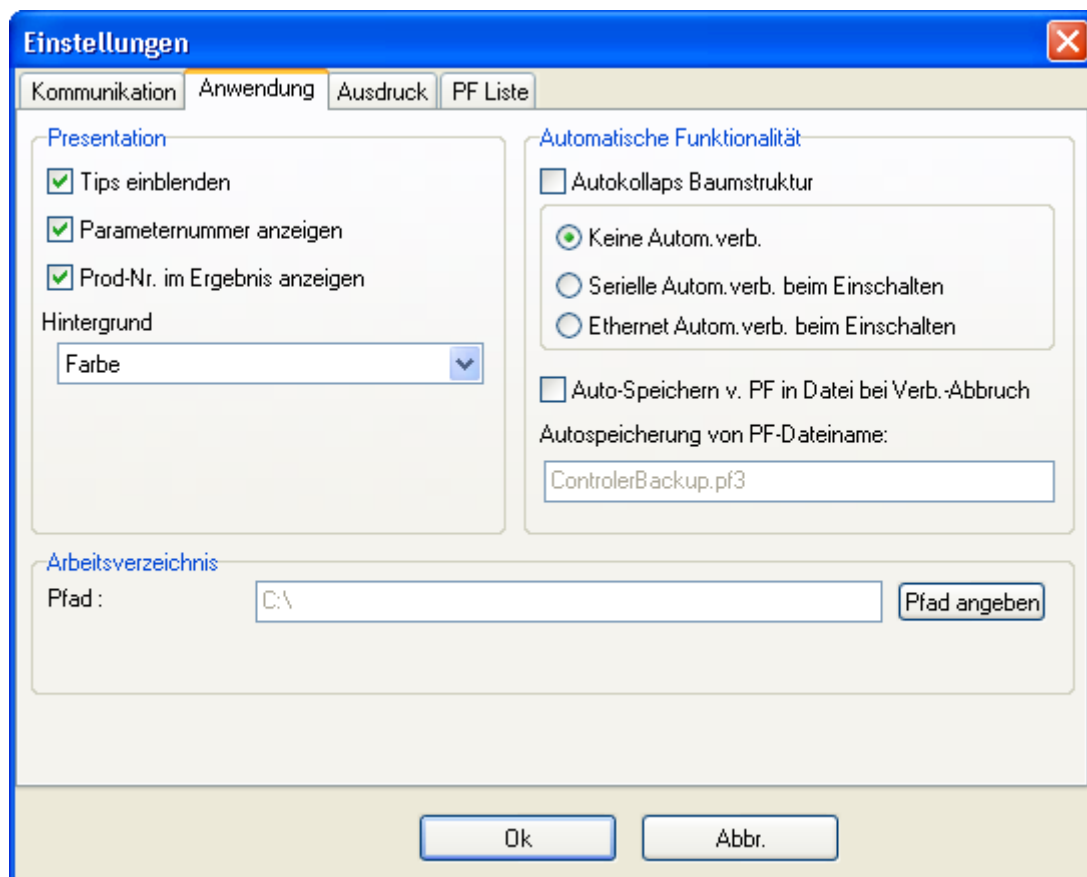 Einstellungen
Kommunikation Anwendung Ausdruck PF Liste
Presentation
Tips einblenden
Parameternummer anzeigen
Prod-Nr. im Ergebnis anzeigen
Hintergrund
Farbe
Automatische Funktionalität
Autokollaps Baumstruktur
Keine Autom.verb.
Serielle Autom.verb. beim Einschalten
Ethernet Autom.verb. beim Einschalten
Auto-Speichern v. PF in Datei bei Verb.-Abbruch
Autospeicherung von PF-Dateiname:
ControlerBackup.pf3
Arbeitsverzeichnis
Pfad : C:\ Pfad angeben
Ok Abbr.